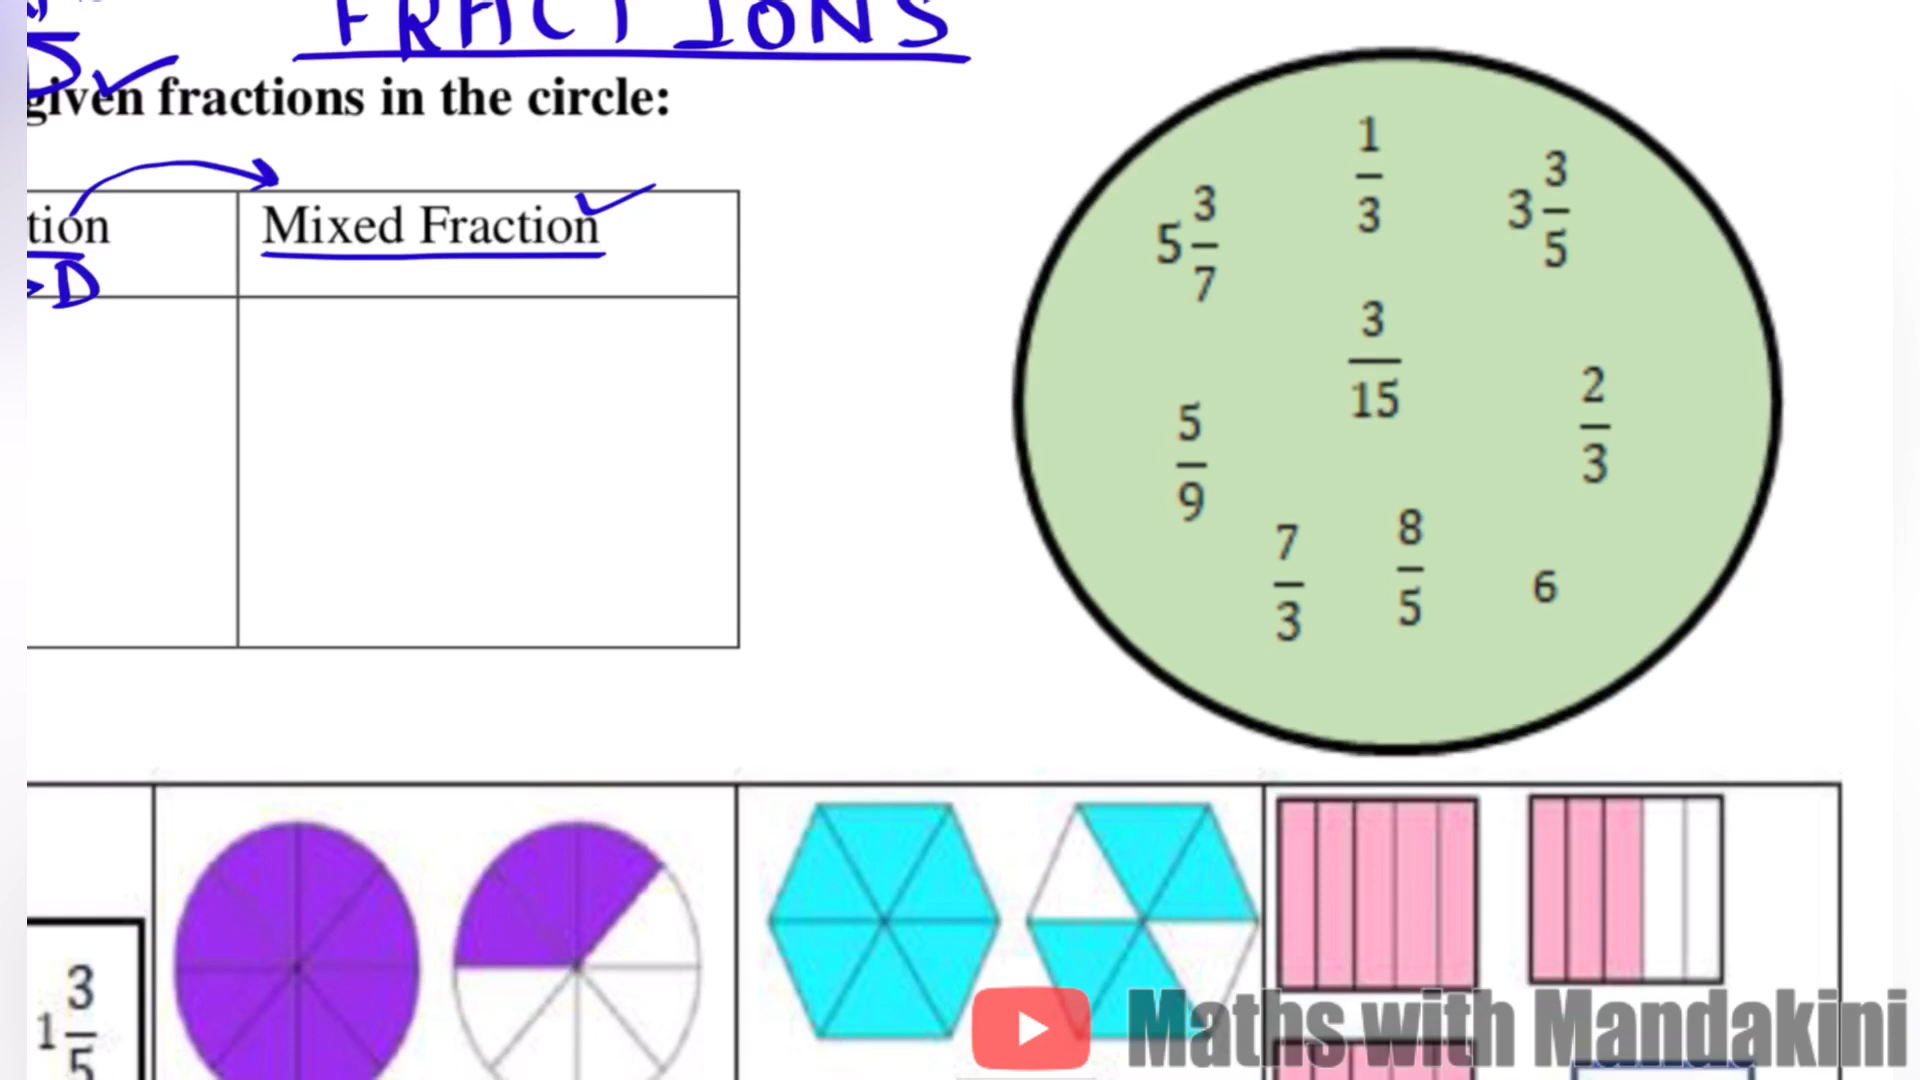 FRACTIONS
given fractions in the circle:
tion
Mixed Fraction
D
1/3
3 3/5
5 3/7
3/15
2/3
5/9
7/3
8/5
6
1 3/5
Maths with Mandakini